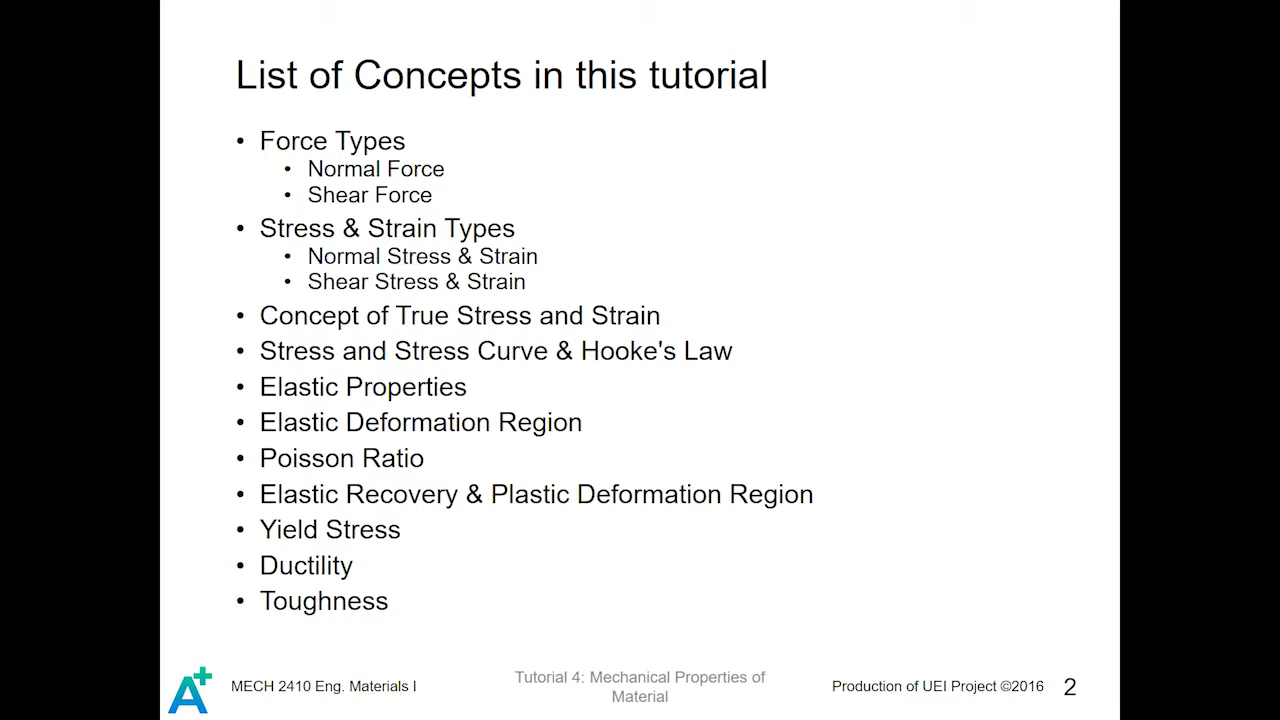 List of Concepts in this tutorial
• Force Types
• Normal Force
• Shear Force
• Stress & Strain Types
• Normal Stress & Strain
• Shear Stress & Strain
• Concept of True Stress and Strain
• Stress and Stress Curve & Hooke's Law
• Elastic Properties
• Elastic Deformation Region
• Poisson Ratio
• Elastic Recovery & Plastic Deformation Region
• Yield Stress
• Ductility
• Toughness
A+
MECH 2410 Eng. Materials I
Tutorial 4: Mechanical Properties of
Material
Production of UEI Project ©2016
2